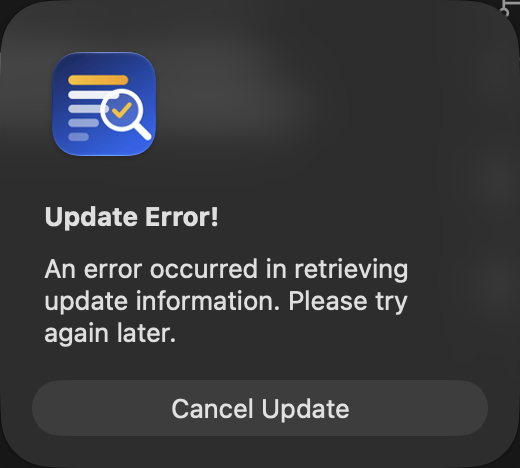 Update Error!
An error occurred in retrieving
update information. Please try
again later.
Cancel Update